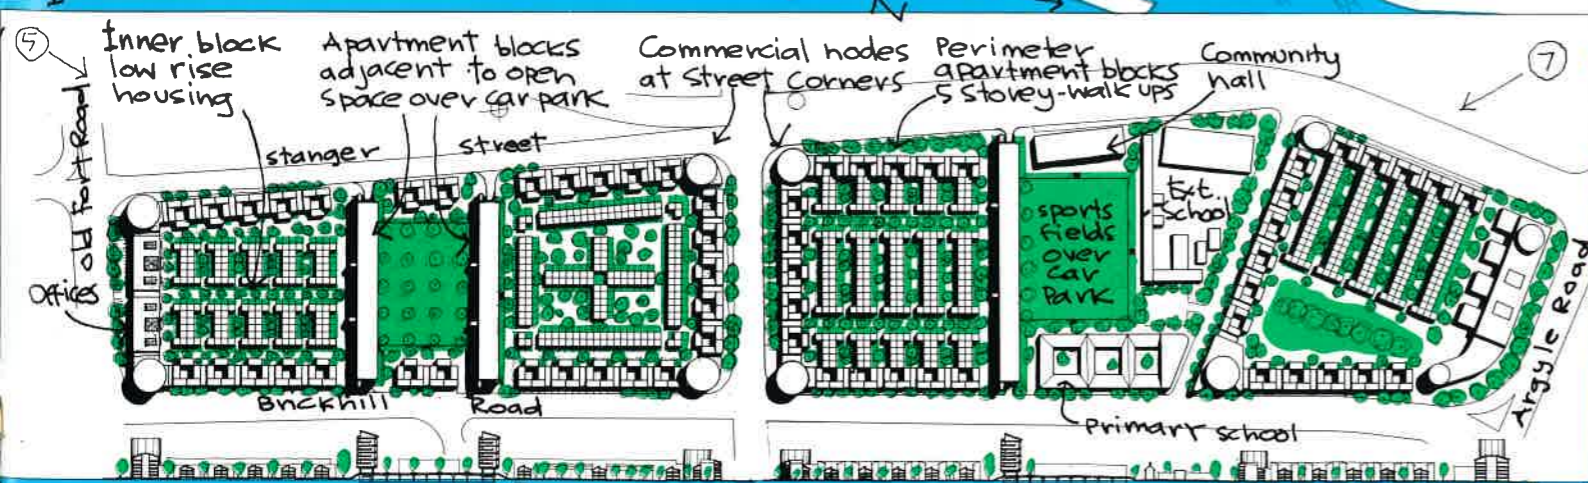 5
Inner block
low rise
housing
Apartment blocks
adjacent to open
space over car park
Commercial nodes
at street corners
Perimeter
apartment blocks
5 storey-walk ups
Community
hall
7
old Fort Road
stanger street
Offices
sports
fields
over
car
park
Ext.
school
Argyle Road
Brickhill Road
primary school
N